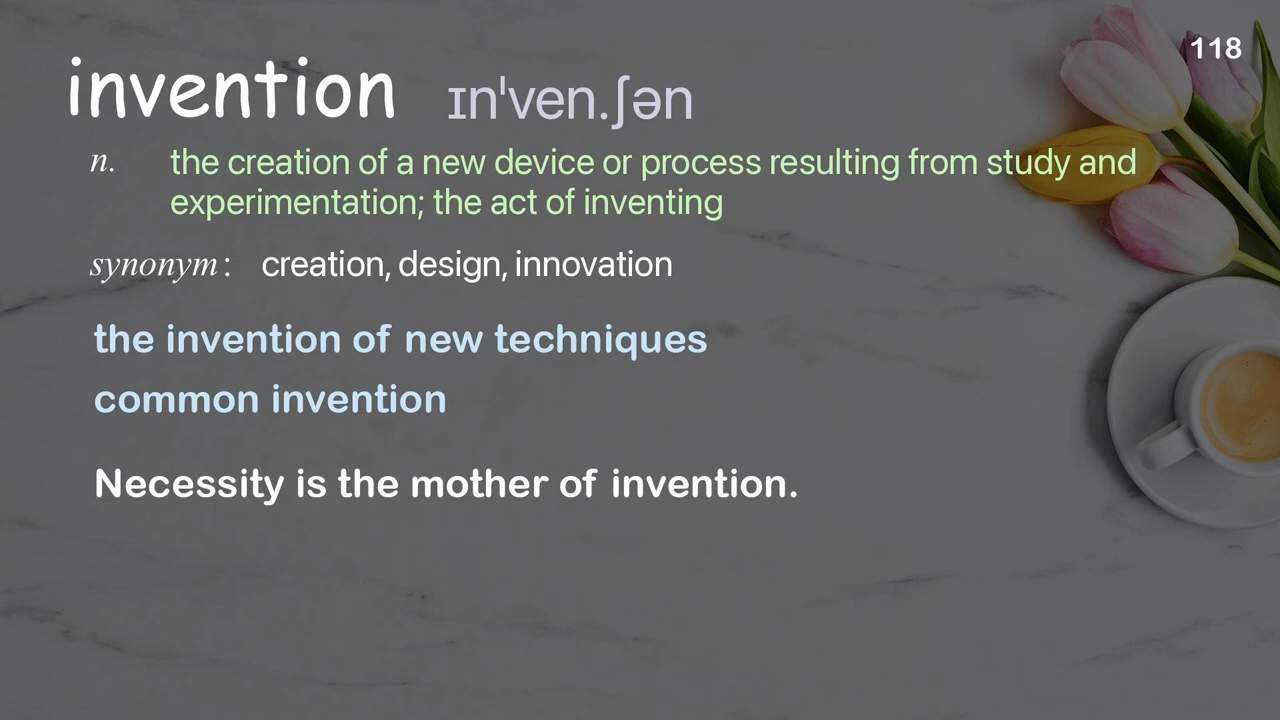 118
invention ɪnˈven.ʃən
n. the creation of a new device or process resulting from study and
experimentation; the act of inventing
synonym : creation, design, innovation
the invention of new techniques
common invention
Necessity is the mother of invention.